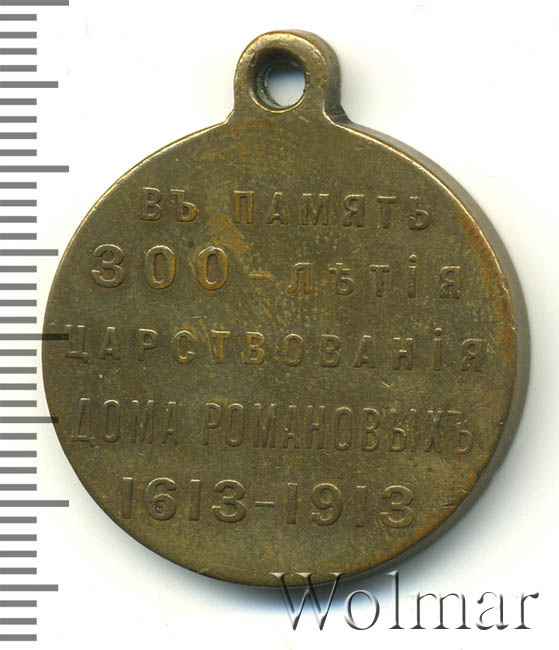 ВЪ ПАМЯТЬ
300-ЛѢТІЯ
ЦАРСТВОВАНІЯ
ДОМА РОМАНОВЫХЪ
1613-1913
Wolmar